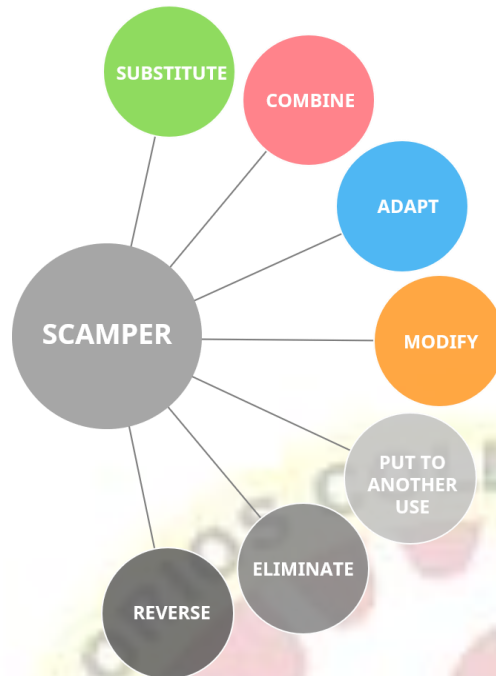 SUBSTITUTE
COMBINE
ADAPT
SCAMPER
MODIFY
PUT TO
ANOTHER
USE
ELIMINATE
REVERSE